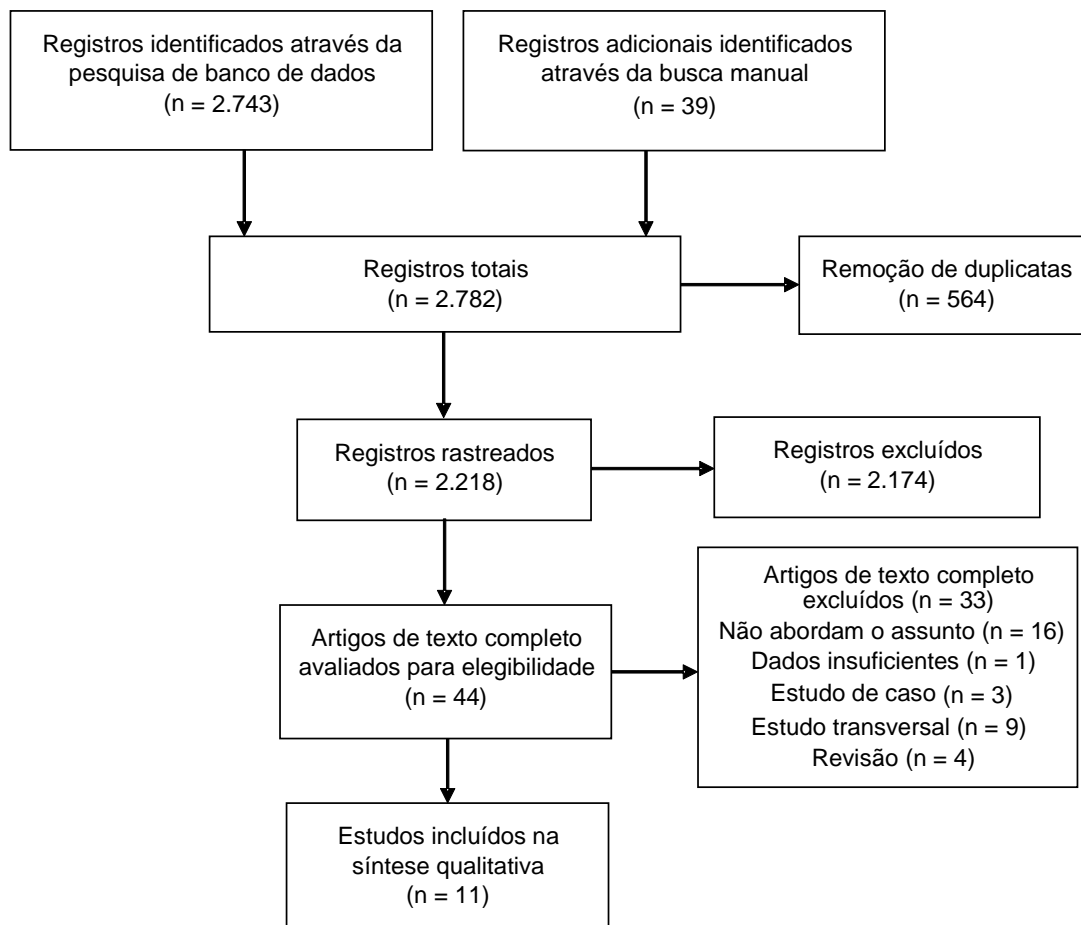 Registros identificados através da
pesquisa de banco de dados
(n = 2.743)
Registros adicionais identificados
através da busca manual
(n = 39)
Registros totais
(n = 2.782)
Remoção de duplicatas
(n = 564)
Registros rastreados
(n = 2.218)
Registros excluídos
(n = 2.174)
Artigos de texto completo
avaliados para elegibilidade
(n = 44)
Artigos de texto completo
excluídos (n = 33)
Não abordam o assunto (n = 16)
Dados insuficientes (n = 1)
Estudo de caso (n = 3)
Estudo transversal (n = 9)
Revisão (n = 4)
Estudos incluídos na
síntese qualitativa
(n = 11)